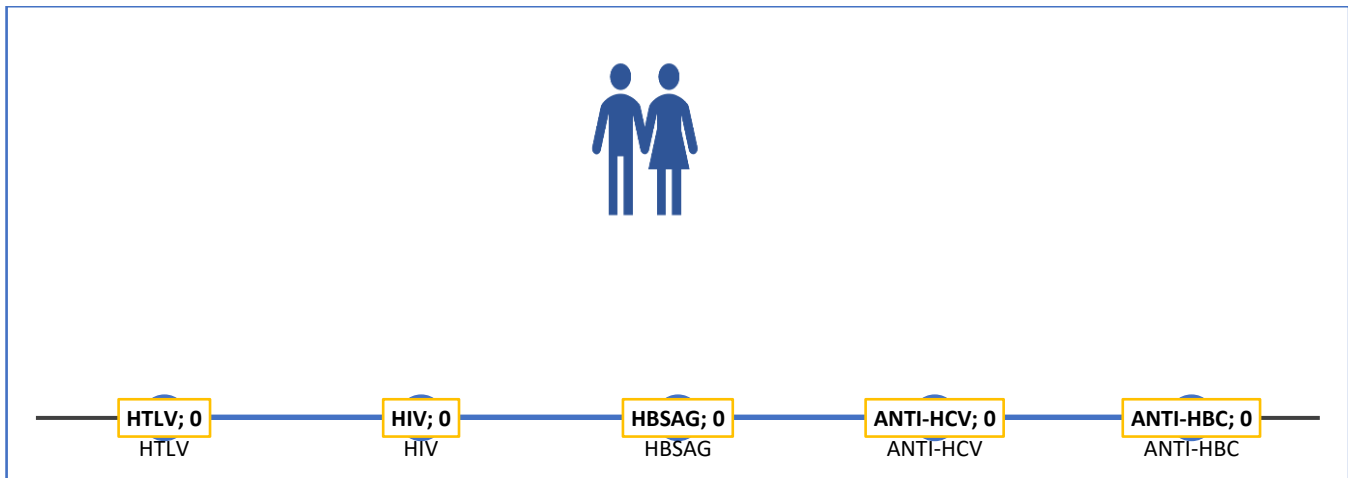 HTLV; 0 HIV; 0 HBSAG; 0 ANTI-HCV; 0 ANTI-HBC; 0
HTLV HIV HBSAG ANTI-HCV ANTI-HBC